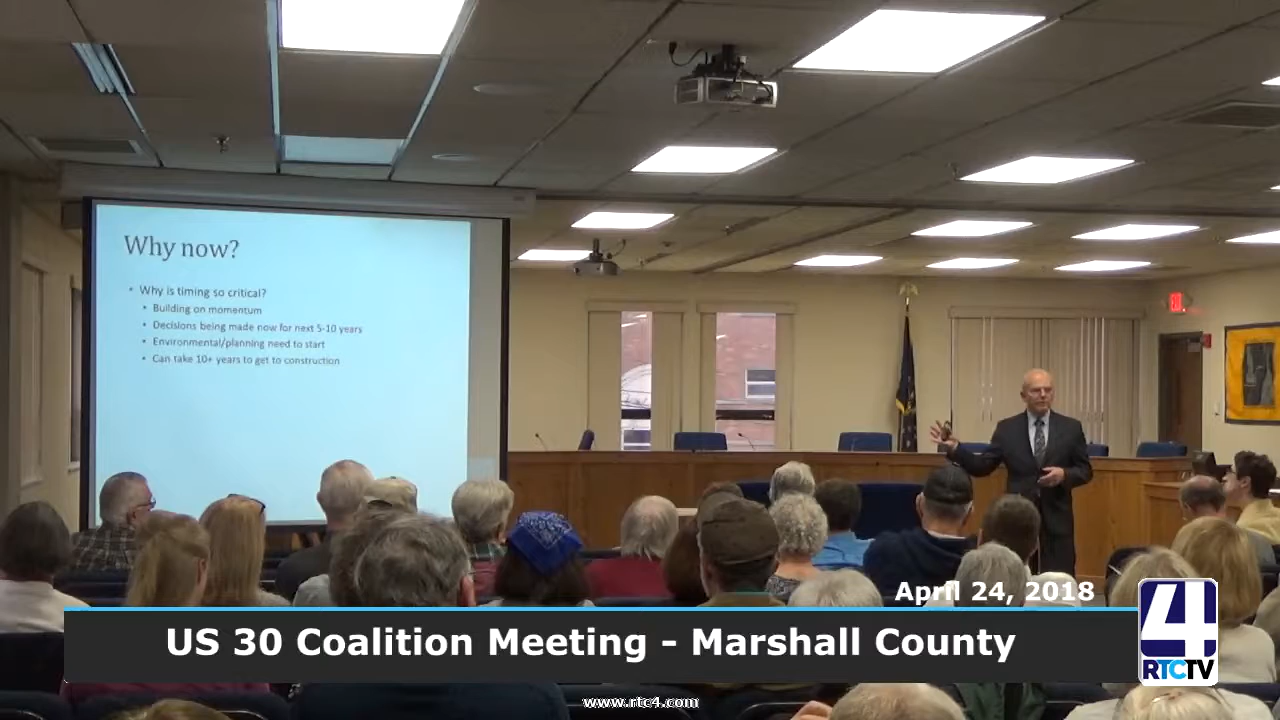 Why now?
• Why is timing so critical?
• Building on momentum
• Decisions being made now for next 5-10 years
• Environmental/planning need to start
• Can take 10+ years to get to construction
April 24, 2018
US 30 Coalition Meeting - Marshall County
4
RTCTV
www.rtc4.com